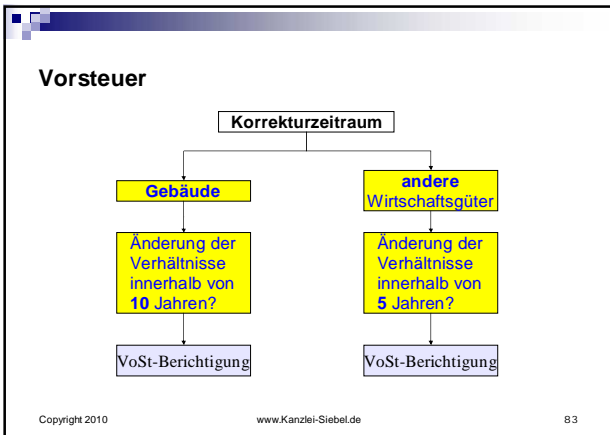 Vorsteuer
Korrekturzeitraum
Gebäude
andere
Wirtschaftsgüter
Änderung der
Verhältnisse
innerhalb von
10 Jahren?
Änderung der
Verhältnisse
innerhalb von
5 Jahren?
VoSt-Berichtigung
VoSt-Berichtigung
Copyright 2010 www.Kanzlei-Siebel.de 83